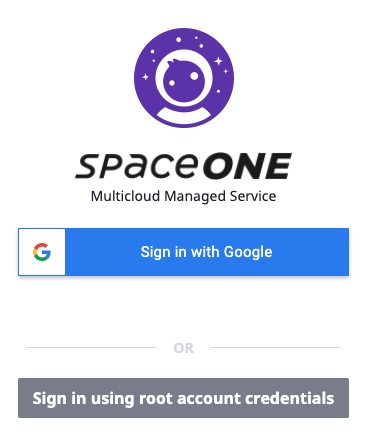 spaceONE
Multicloud Managed Service
Sign in with Google
OR
Sign in using root account credentials